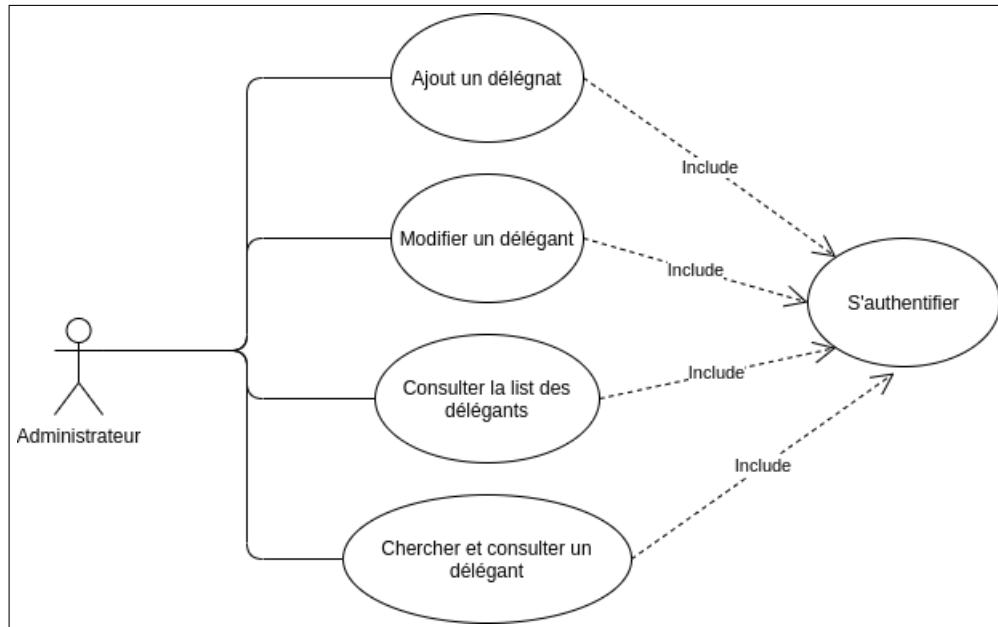 Ajout un délégnat
Include
Modifier un délégant
Include
S'authentifier
Consulter la list des
délégants
Include
Administrateur
Include
Chercher et consulter un
délégant